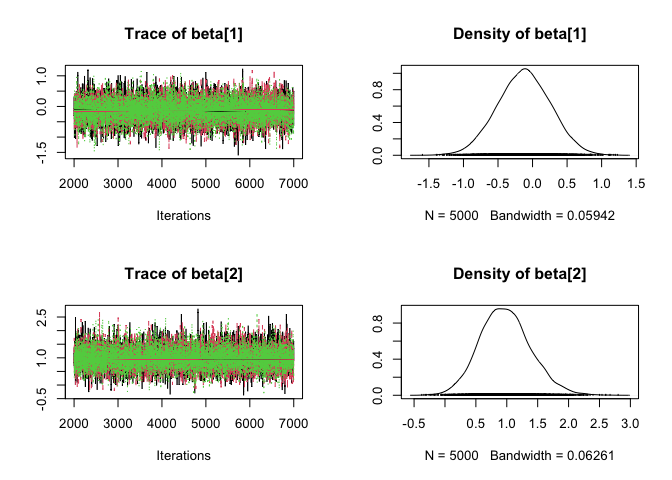 Trace of beta[1]
1.0
0.0
-1.5
2000 3000 4000 5000 6000 7000
Iterations
Density of beta[1]
0.8
0.4
0.0
-1.5 -1.0 -0.5 0.0 0.5 1.0 1.5
N = 5000 Bandwidth = 0.05942
Trace of beta[2]
2.5
1.0
-0.5
2000 3000 4000 5000 6000 7000
Iterations
Density of beta[2]
0.8
0.4
0.0
-0.5 0.5 1.0 1.5 2.0 2.5 3.0
N = 5000 Bandwidth = 0.06261